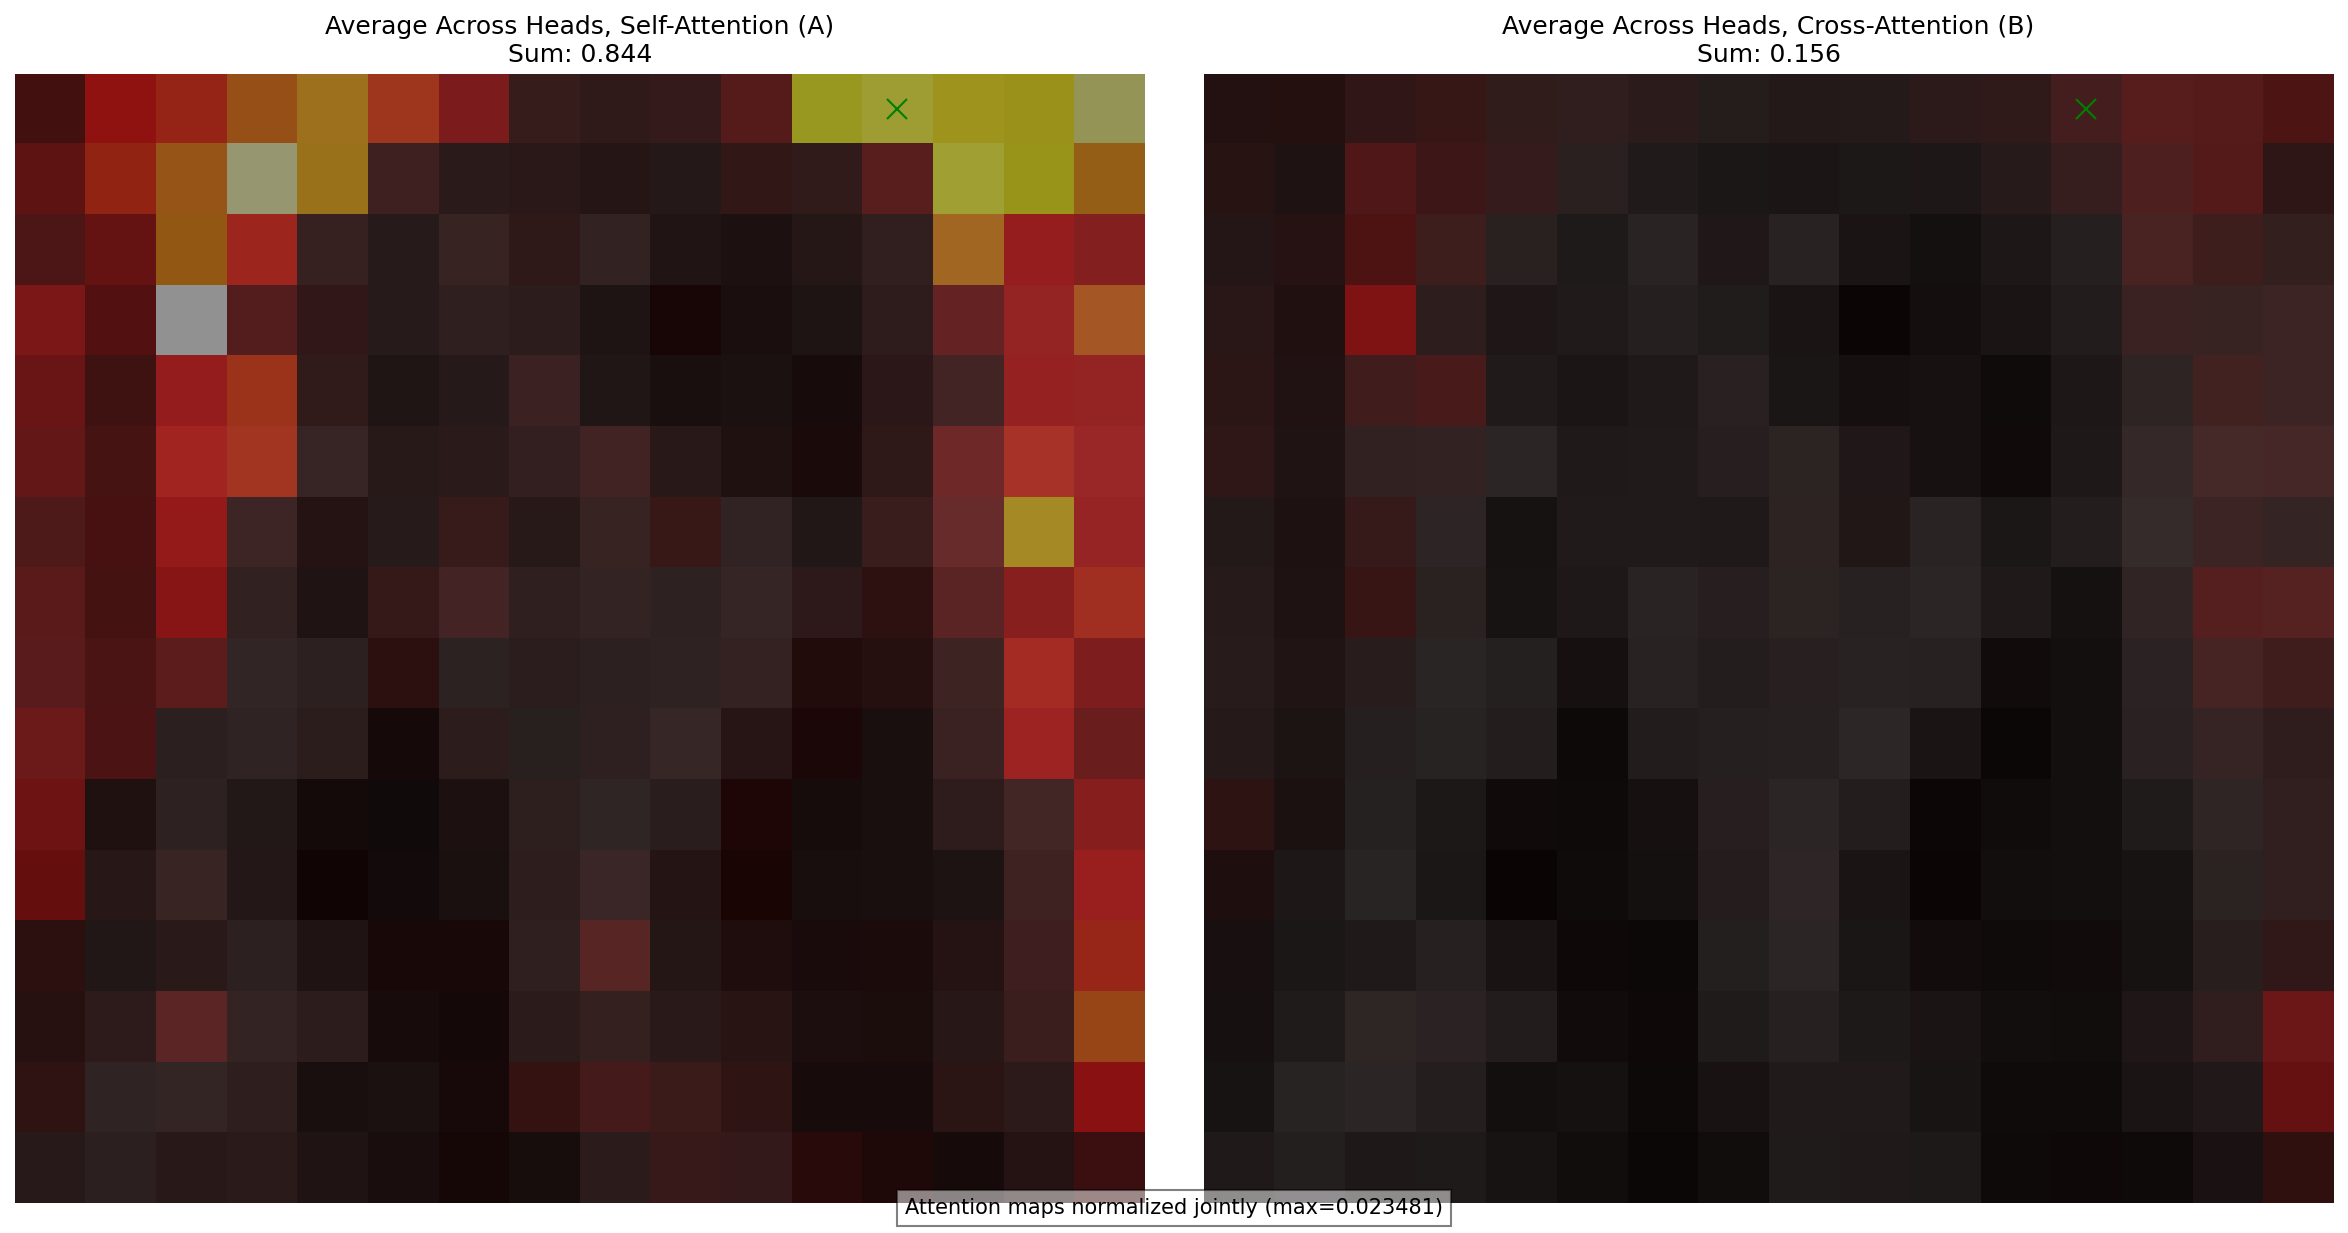 Average Across Heads, Self-Attention (A)
Sum: 0.844
Average Across Heads, Cross-Attention (B)
Sum: 0.156
Attention maps normalized jointly (max=0.023481)